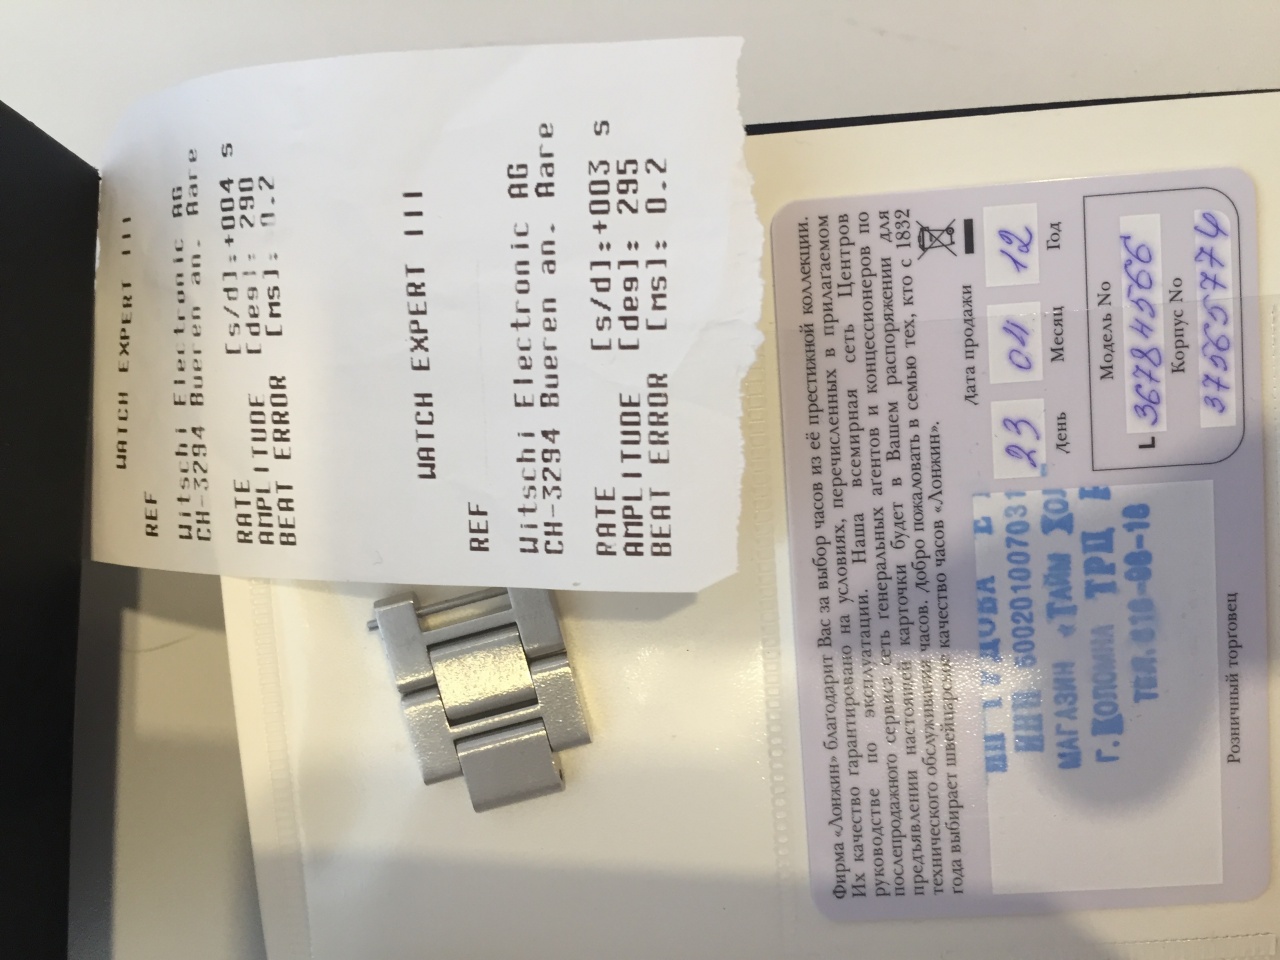 WATCH EXPERT III
REF
Witschi Electronic AG
CH-3294 Bueren an. Aare
RATE [s/d]:+004 s
AMPLITUDE [deg]: 290
BEAT ERROR [ms]: 0.2
WATCH EXPERT III
REF
Witschi Electronic AG
CH-3294 Bueren an. Aare
RATE [s/d]:+003 s
AMPLITUDE [deg]: 295
BEAT ERROR [ms]: 0.2
Фирма «Лонжин» благодарит Вас за выбор часов из её престижной коллекции.
Их качество гарантировано на условиях, перечисленных в прилагаемом
руководстве по эксплуатации. Наша всемирная сеть Центров
послепродажного сервиса, сеть генеральных агентов и концессионеров по
предъявлении настоящей карточки будет в Вашем распоряжении для
технического обслуживания часов. Добро пожаловать в семью тех, кто с 1832
года выбирает швейцарское качество часов «Лонжин».
Дата продажи
23 04 12
День Месяц Год
Модель No
L 36784566
Корпус No
37565774
ИНН 500201007031
МАГАЗИН «ТАЙМ
Г. КОЛОМНА ТРЦ
ТЕЛ. 618-08-18
Розничный торговец